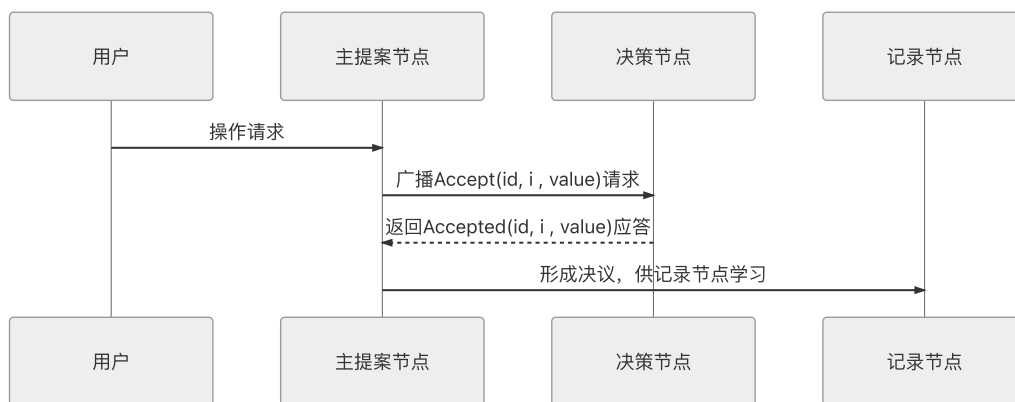 用户
主提案节点
决策节点
记录节点
操作请求
广播Accept(id, i , value)请求
返回Accepted(id, i , value)应答
形成决议，供记录节点学习
用户
主提案节点
决策节点
记录节点